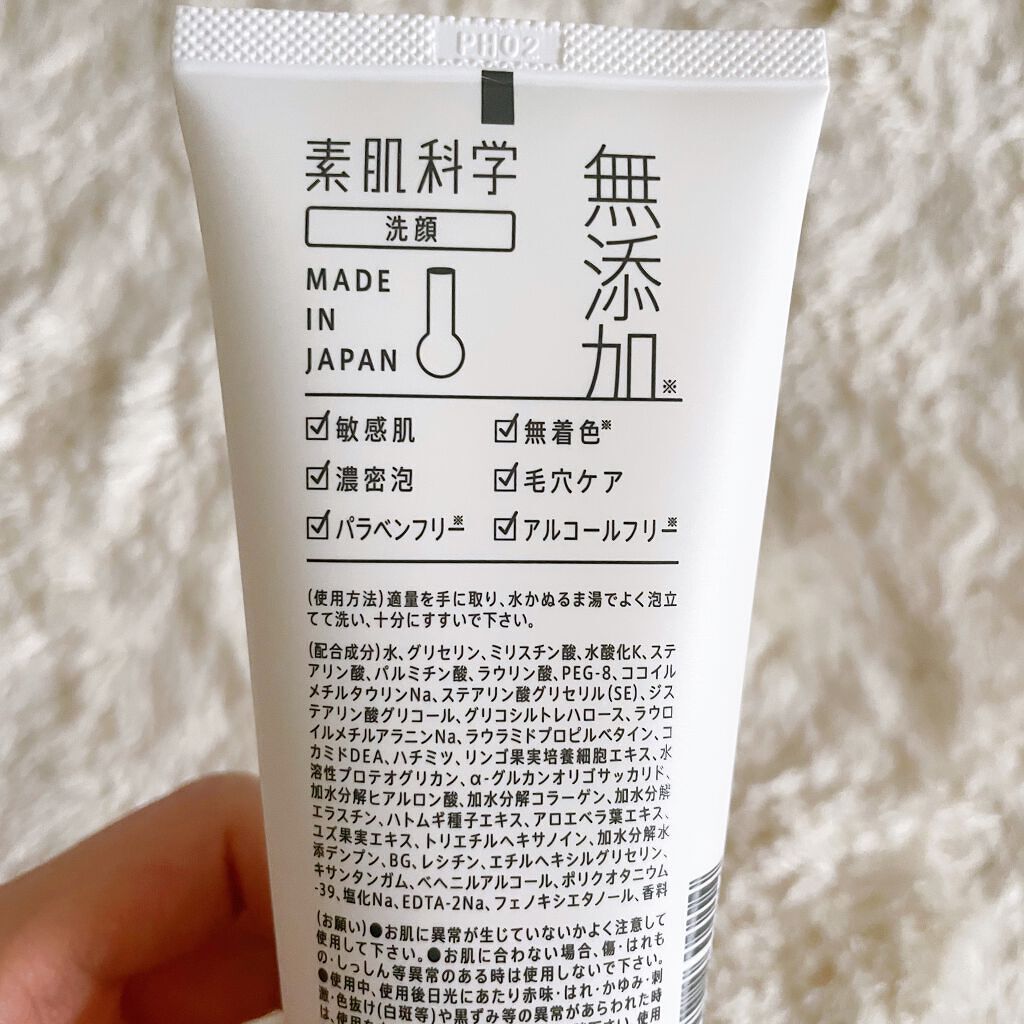 PH02
素肌科学
無添加※
洗顔
MADE
IN
JAPAN
敏感肌 無着色※
濃密泡 毛穴ケア
パラベンフリー※ アルコールフリー※
(使用方法)適量を手に取り、水かぬるま湯でよく泡立
てて洗い、十分にすすいで下さい。
(配合成分)水、グリセリン、ミリスチン酸、水酸化K、ステ
アリン酸、パルミチン酸、ラウリン酸、PEG-8、ココイル
メチルタウリンNa、ステアリン酸グリセリル(SE)、ジス
テアリン酸グリコール、グリコシルトレハロース、ラウロ
イルメチルアラニンNa、ラウラミドプロピルベタイン、コ
カミドDEA、ハチミツ、リンゴ果実培養細胞エキス、水
溶性プロテオグリカン、α-グルカンオリゴサッカリド、
加水分解ヒアルロン酸、加水分解コラーゲン、加水分解
エラスチン、ハトムギ種子エキス、アロエベラ葉エキス、
ユズ果実エキス、トリエチルヘキサノイン、加水分解水
添デンプン、BG、レシチン、エチルヘキシルグリセリン、
キサンタンガム、ベヘニルアルコール、ポリクオタニウム
-39、塩化Na、EDTA-2Na、フェノキシエタノール、香料
(お願い)●お肌に異常が生じていないかよく注意して
使用して下さい。●お肌に合わない場合、傷・はれも
の・しっしん等異常のある時は使用しないで下さい。
●使用中、使用後日光にあたり赤味・はれ・かゆみ・刺
激・色抜け(白斑等)や黒ずみ等の異常があらわれた時
は、使用を